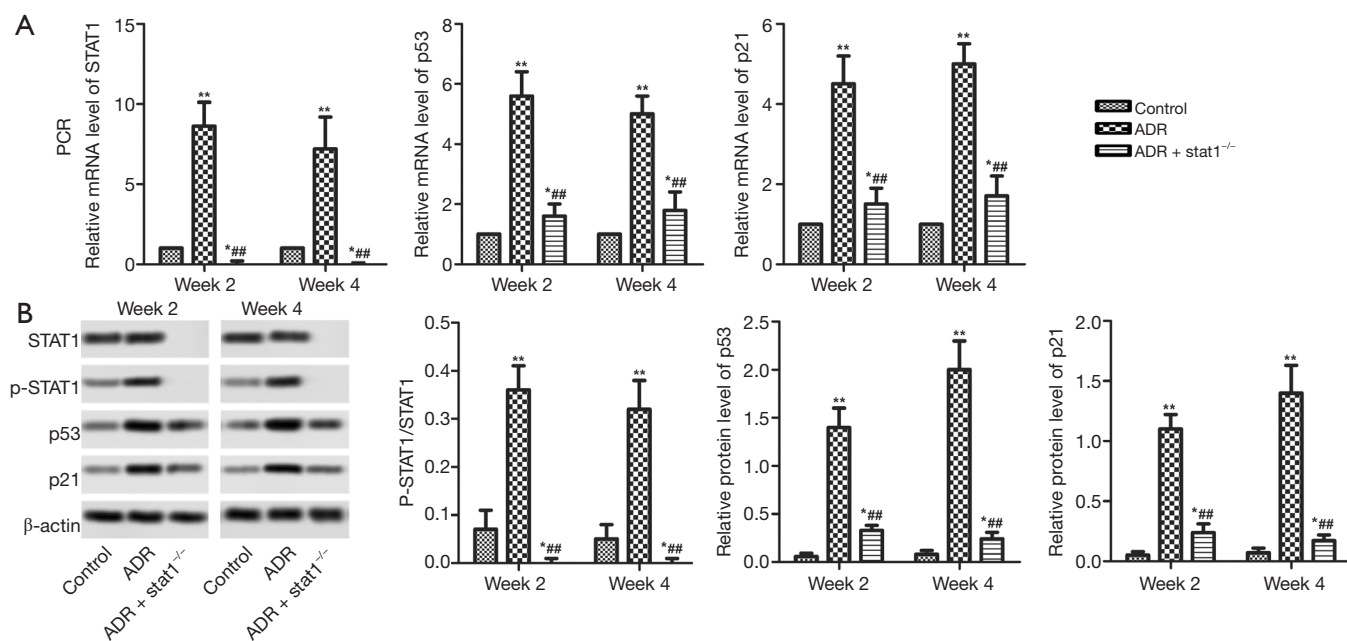 A
PCR
Relative mRNA level of STAT1
15
10
5
0
**
*##
**
*##
Week 2
Week 4
Relative mRNA level of p53
8
6
4
2
0
**
*##
**
*##
Week 2
Week 4
Relative mRNA level of p21
6
4
2
0
**
*##
**
*##
Week 2
Week 4
Control
ADR
ADR + stat1⁻/⁻
B
Week 2
Week 4
STAT1
p-STAT1
p53
p21
β-actin
Control
ADR
ADR + stat1⁻/⁻
Control
ADR
ADR + stat1⁻/⁻
P-STAT1/STAT1
0.5
0.4
0.3
0.2
0.1
0.0
**
*##
**
*##
Week 2
Week 4
Relative protein level of p53
2.5
2.0
1.5
1.0
0.5
0.0
**
*##
**
*##
Week 2
Week 4
Relative protein level of p21
2.0
1.5
1.0
0.5
0.0
**
*##
**
*##
Week 2
Week 4